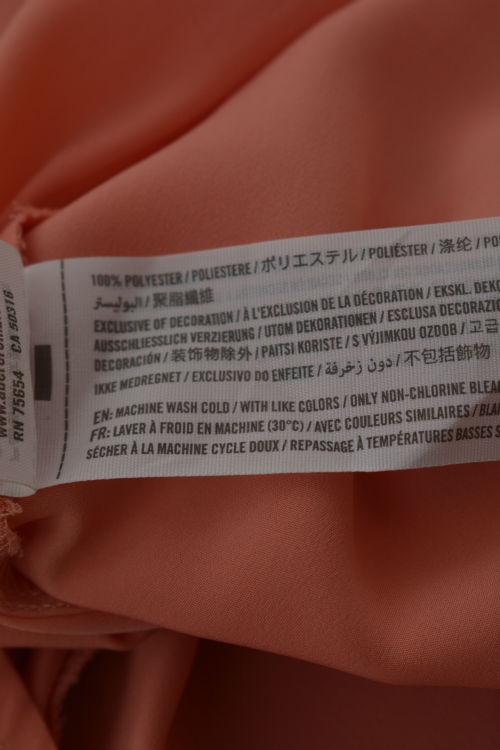 100% POLYESTER / POLIESTERE / ポリエステル / POLIÉSTER / 涤纶 /
البوليستر / 聚脂纖維
EXCLUSIVE OF DECORATION / À L'EXCLUSION DE LA DÉCORATION / EKSKL.
AUSSCHLIESSLICH VERZIERUNG / UTOM DEKORATIONEN / ESCLUSA
DECORACIÓN / 装饰物除外 / PAITSI KORISTE / S VÝJIMKOU OZDOB /
IKKE MEDREGNET / EXCLUSIVO DO ENFEITE / دون زخرفة / 不包括飾物
EN: MACHINE WASH COLD / WITH LIKE COLORS / ONLY NON-CHLORINE
FR: LAVER À FROID EN MACHINE (30°C) / AVEC COULEURS SIMILAIRES /
SÉCHER À LA MACHINE CYCLE DOUX / REPASSAGE À TEMPÉRATURES BASSES
RN 75654 CA 50316